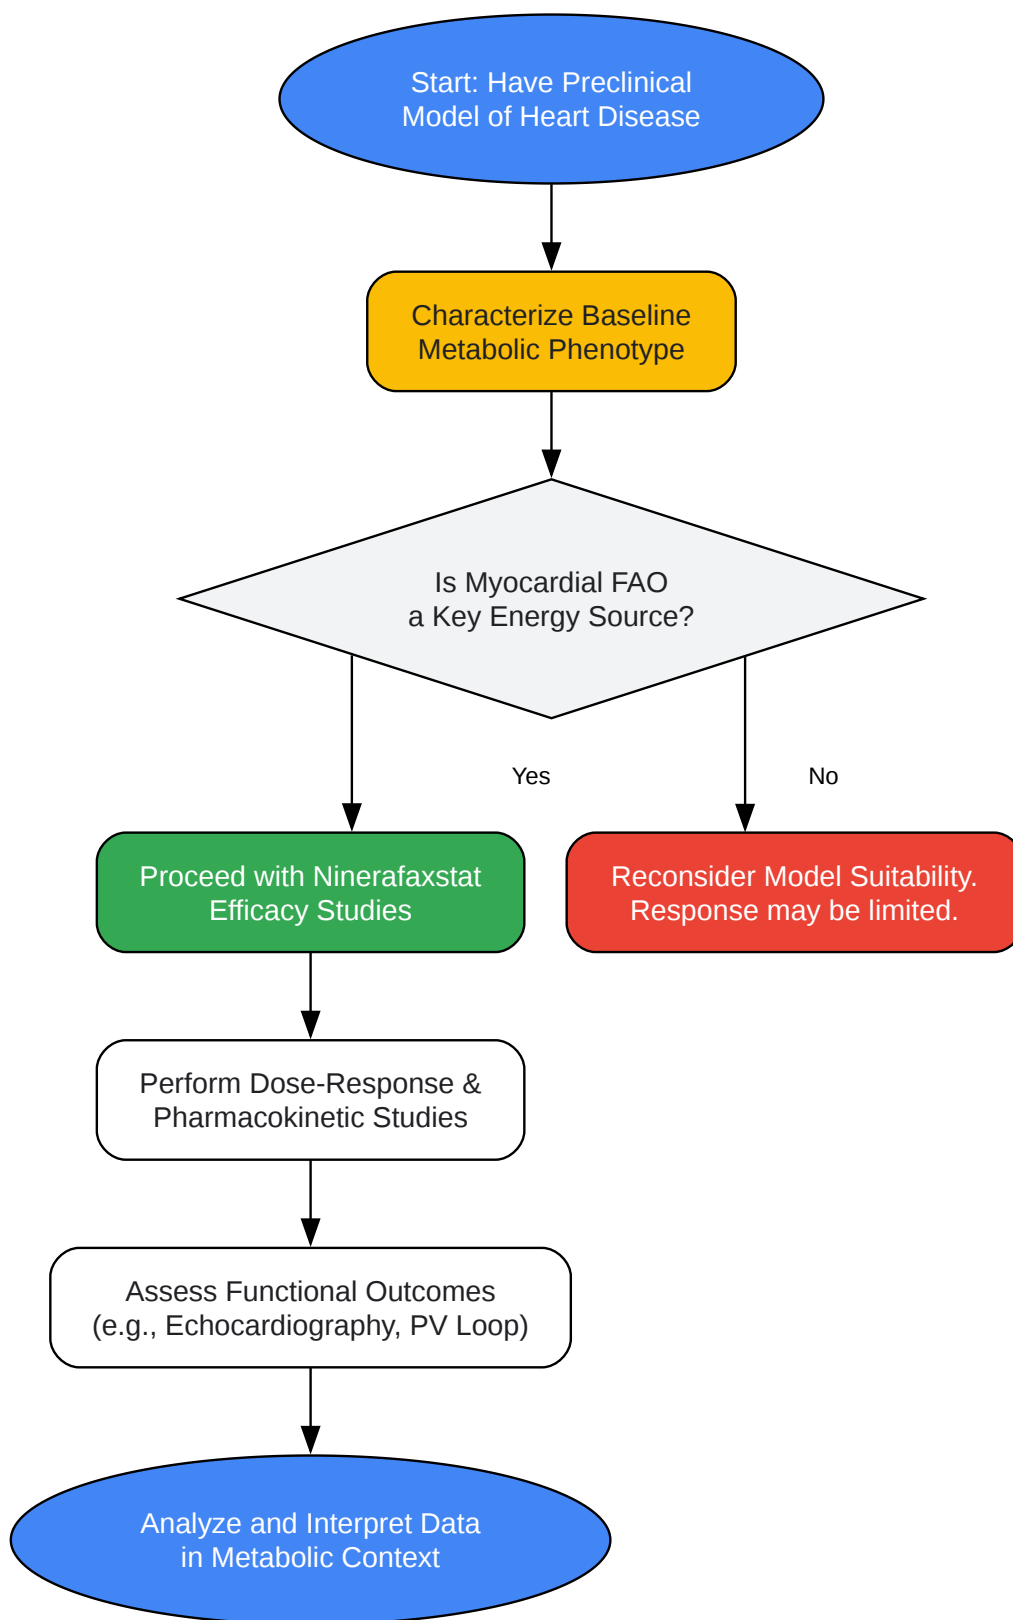 Start: Have Preclinical
Model of Heart Disease
Characterize Baseline
Metabolic Phenotype
Is Myocardial FAO
a Key Energy Source?
Yes
No
Proceed with Ninerafaxstat
Efficacy Studies
Reconsider Model Suitability.
Response may be limited.
Perform Dose-Response &
Pharmacokinetic Studies
Assess Functional Outcomes
(e.g., Echocardiography, PV Loop)
Analyze and Interpret Data
in Metabolic Context